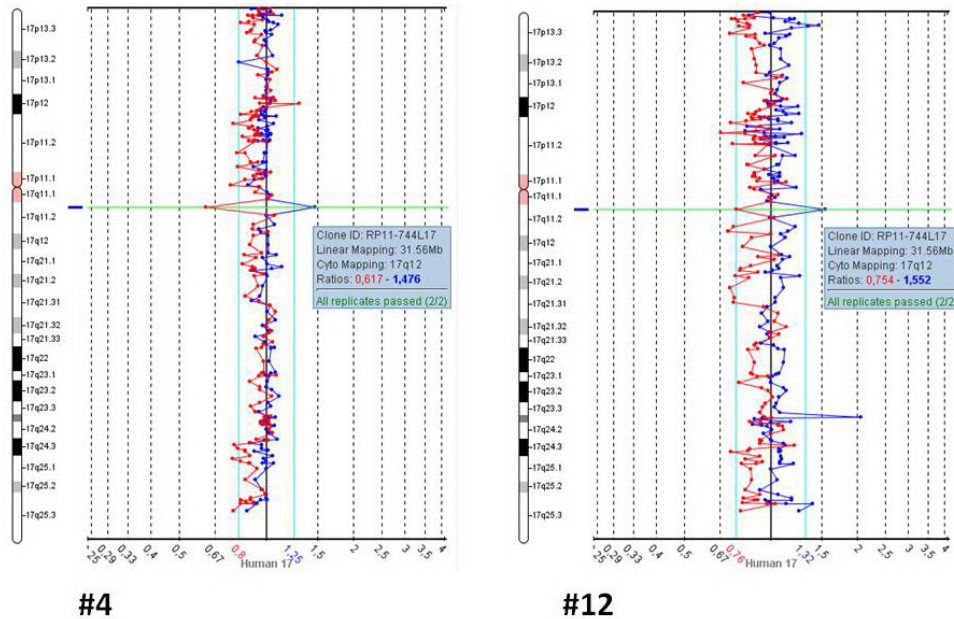 17p13.3
17p13.2
17p13.1
17p12
17p11.2
17p11.1
17q11.1
17q11.2
17q12
17q21.1
17q21.2
17q21.31
17q21.32
17q21.33
17q22
17q23.1
17q23.2
17q23.3
17q24.2
17q24.3
17q25.1
17q25.2
17q25.3
Clone ID: RP11-744L17
Linear Mapping: 31.56Mb
Cyto Mapping: 17q12
Ratios: 0,617 - 1,476
All replicates passed (2/2)
25 0,29 0,33 0,4 0,5 0,67 0,8 1,25 1,5 2 2,5 3 3,5 4
Human 17
#4
17p13.3
17p13.2
17p13.1
17p12
17p11.2
17p11.1
17q11.1
17q11.2
17q12
17q21.1
17q21.2
17q21.31
17q21.32
17q21.33
17q22
17q23.1
17q23.2
17q23.3
17q24.2
17q24.3
17q25.1
17q25.2
17q25.3
Clone ID: RP11-744L17
Linear Mapping: 31.56Mb
Cyto Mapping: 17q12
Ratios: 0,754 - 1,552
All replicates passed (2/2
25 0,29 0,33 0,4 0,5 0,67 0,76 1,32 1,5 2 2,5 3 3,5 4
Human 17
#12